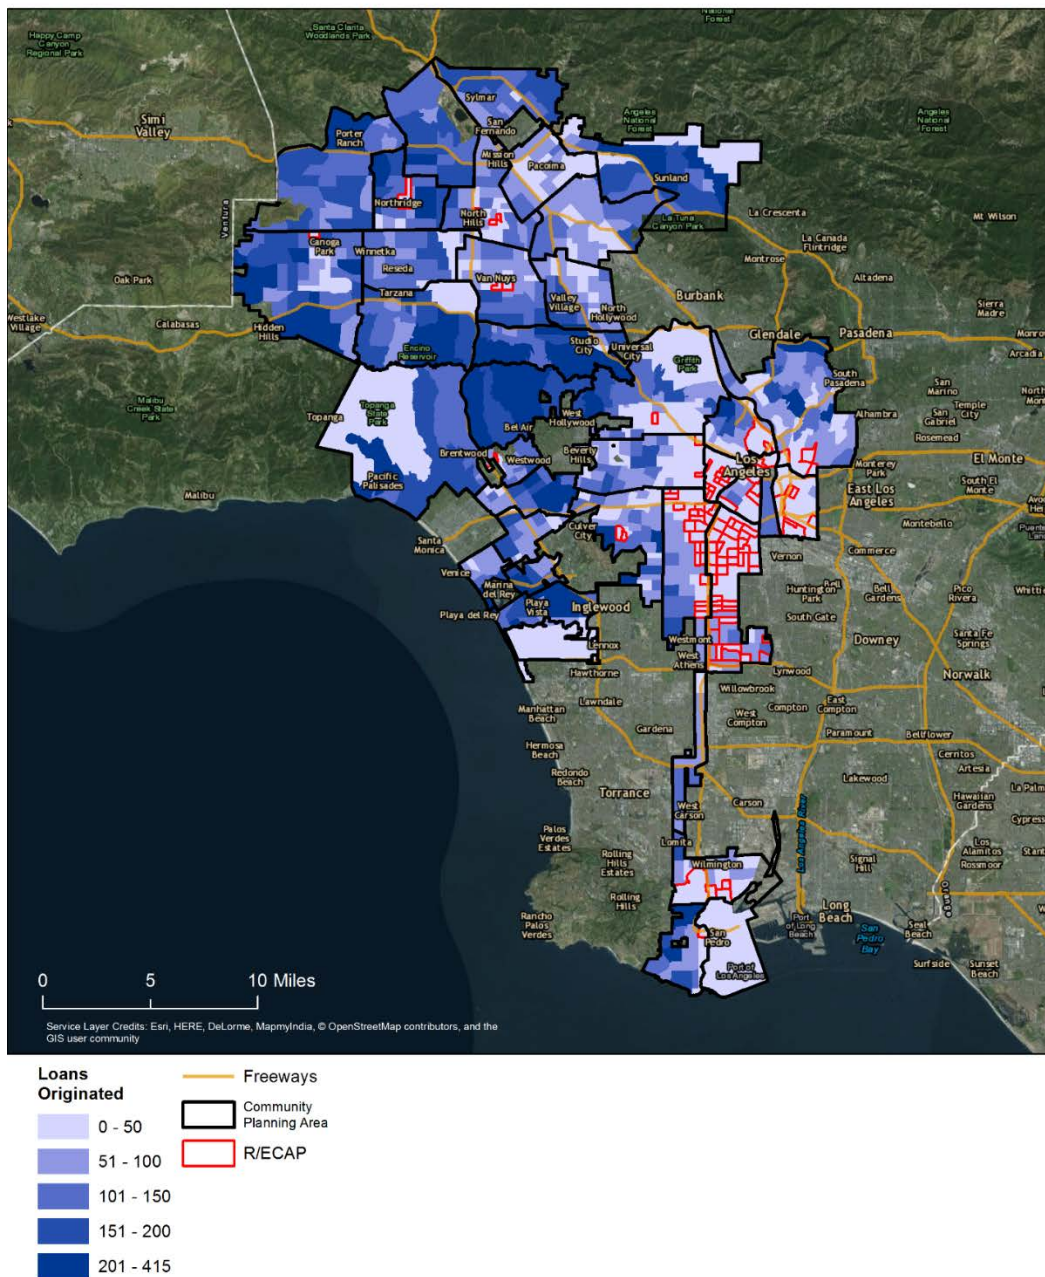 National
Forest
Santa Clarita
Woodlands Park
Happy Camp
Canyon
Regional Park
Sylmar
Simi
Valley
San
Fernando
Angeles
National
Forest
Angeles
National
Forest
Porter
Ranch
Mission
Hills
Pacoima
Sunland
Northridge
North
Hills
La Tuna
Canyon Park
La Crescenta
Mt Wilson
Ventura
Canoga
Park
Winnetka
La Canada
Flintridge
Reseda
Montrose
Oak Park
Van Nuys
Altadena
Tarzana
Burbank
Sierra
Madre
Valley
Village
North
Hollywood
Westlake
Village
Calabasas
Hidden
Hills
Glendale
Pasadena
Monro
Encino
Reservoir
Studio
City
Universal
City
Griffith
Park
Arcadia
South
Pasadena
San
Marino
North
Mont
Malibu
Creek State
Park
Topanga
State
Park
Topanga
West
Hollywood
Bel Air
Alhambra
Temple
City
San
Gabriel
Rosemead
Brentwood
Westwood
Beverly
Hills
Los
Angeles
Monterey
Park
El Monte
Pacific
Palisades
East Los
Angeles
South El
Monte
Malibu
Culver
City
Montebello
Santa
Monica
Vernon
Commerce
Venice
Huntington
Park
Bell
Bell
Gardens
Pico
Rivera
Marina
del Rey
Playa
Vista
Inglewood
Playa del Rey
South Gate
Westmont
Downey
Santa Fe
Springs
Lennox
West
Athens
Hawthorne
Lynwood
Norwalk
Willowbrook
Lawndale
Manhattan
Beach
West
Compton
Compton
East
Compton
Gardena
Paramount
Bellflower
Hermosa
Beach
Cerritos
Artesia
Redondo
Beach
Lakewood
Torrance
Hawaiian
Gardens
La Palm
West
Carson
Carson
Los Angeles River
Cypress
Palos
Verdes
Estates
Lomita
Los
Alamitos
Rossmoor
Stant
Rolling
Hills
Estates
Wilmington
Signal
Hill
Rolling
Hills
Orange
Long
Beach
Rancho
Palos
Verdes
San
Pedro
Port
of Long
Beach
San
Pedro
Bay
Seal
Beach
Port of
Los Angeles
Surfside
Sunset
Beach
0 5 10 Miles
Service Layer Credits: Esri, HERE, DeLorme, MapmyIndia, © OpenStreetMap contributors, and the
GIS user community
Loans
Originated
0 - 50
51 - 100
101 - 150
151 - 200
201 - 415
Freeways
Community
Planning Area
R/ECAP